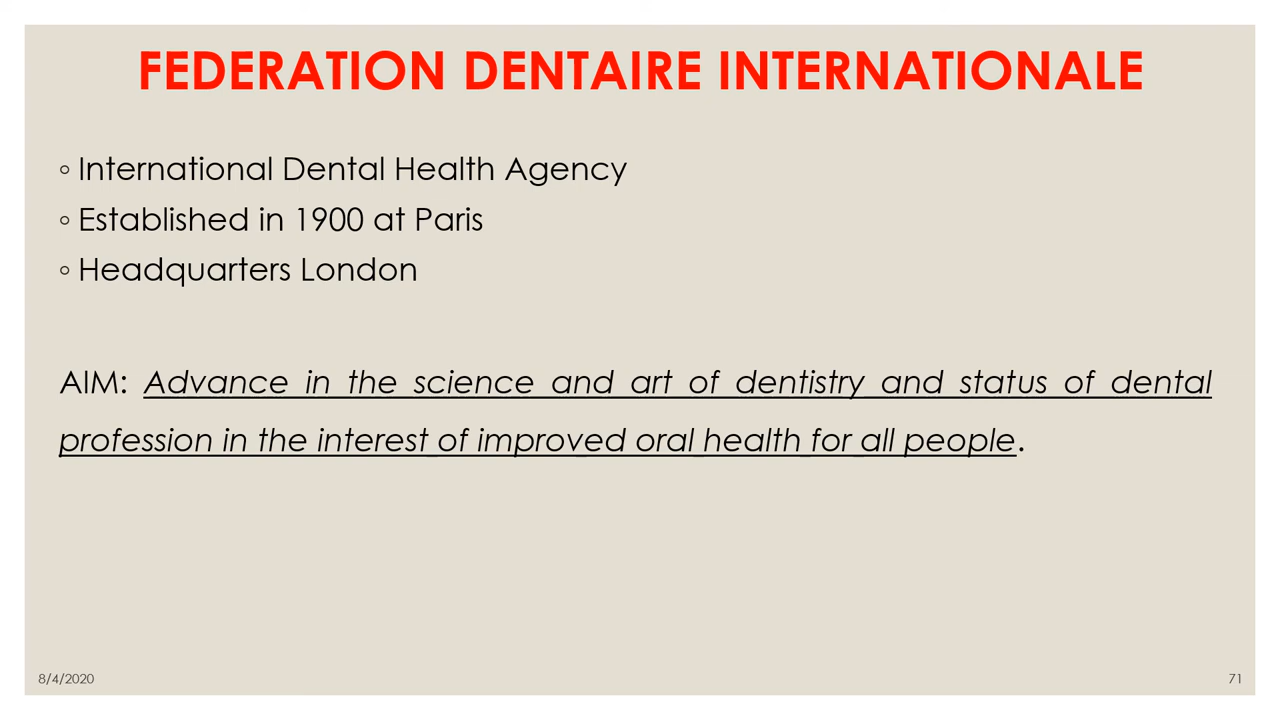 FEDERATION DENTAIRE INTERNATIONALE
◦ International Dental Health Agency
◦ Established in 1900 at Paris
◦ Headquarters London
AIM: Advance in the science and art of dentistry and status of dental
profession in the interest of improved oral health for all people.
8/4/2020
71